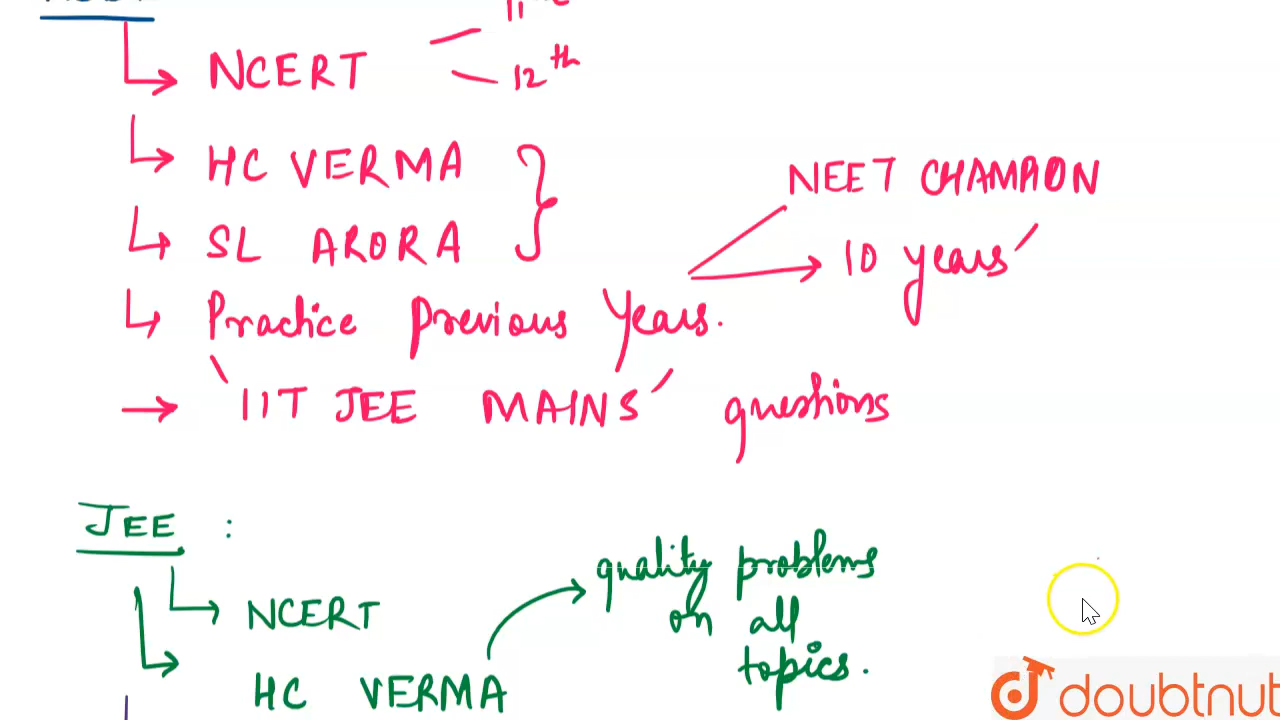 NCERT
12th
HC VERMA
SL ARORA
NEET CHAMPION
10 years'
Practice Previous Years.
'IIT JEE MAINS' questions
JEE :
NCERT
HC VERMA
quality problems
on all
topics.
doubtnut